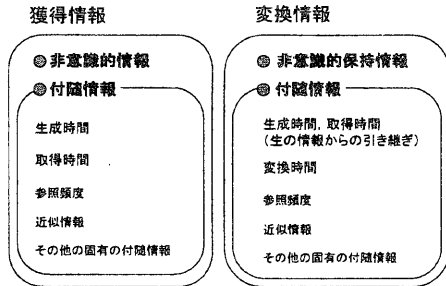 獲得情報
◎非意識的情報
◎付随情報
生成時間
取得時間
参照頻度
近似情報
その他の固有の付随情報
変換情報
◎ 非意識的保持情報
◎付随情報
生成時間, 取得時間
(生の情報からの引き継ぎ)
変換時間
参照頻度
近似情報
その他の固有の付随情報